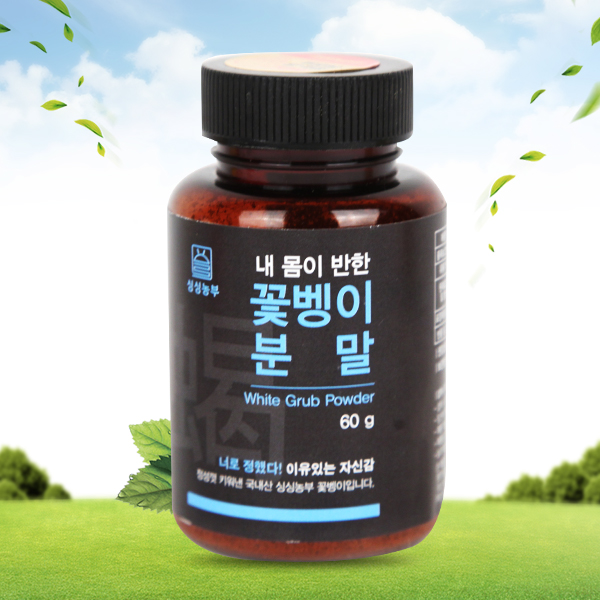 싱싱농부
내 몸이 반한
꽃벵이
분 말
White Grub Powder
60 g
너로 정했다! 이유있는 자신감
정성껏 키워낸 국내산 싱싱농부 꽃벵이입니다.